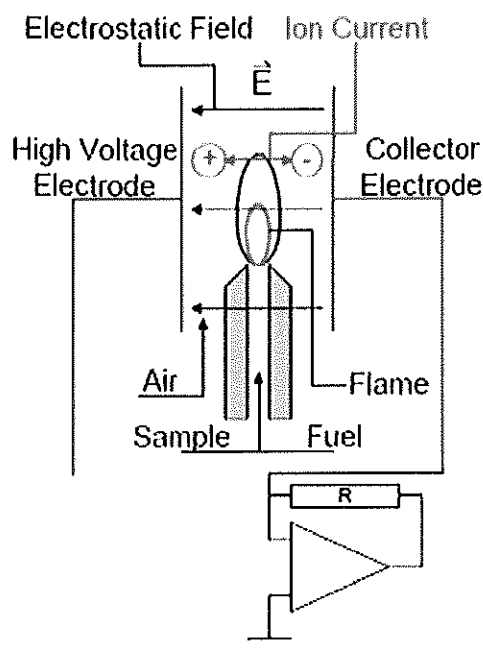 Electrostatic Field Ion Current
E
High Voltage
Electrode
+
-
Collector
Electrode
Air
Flame
Sample Fuel
R